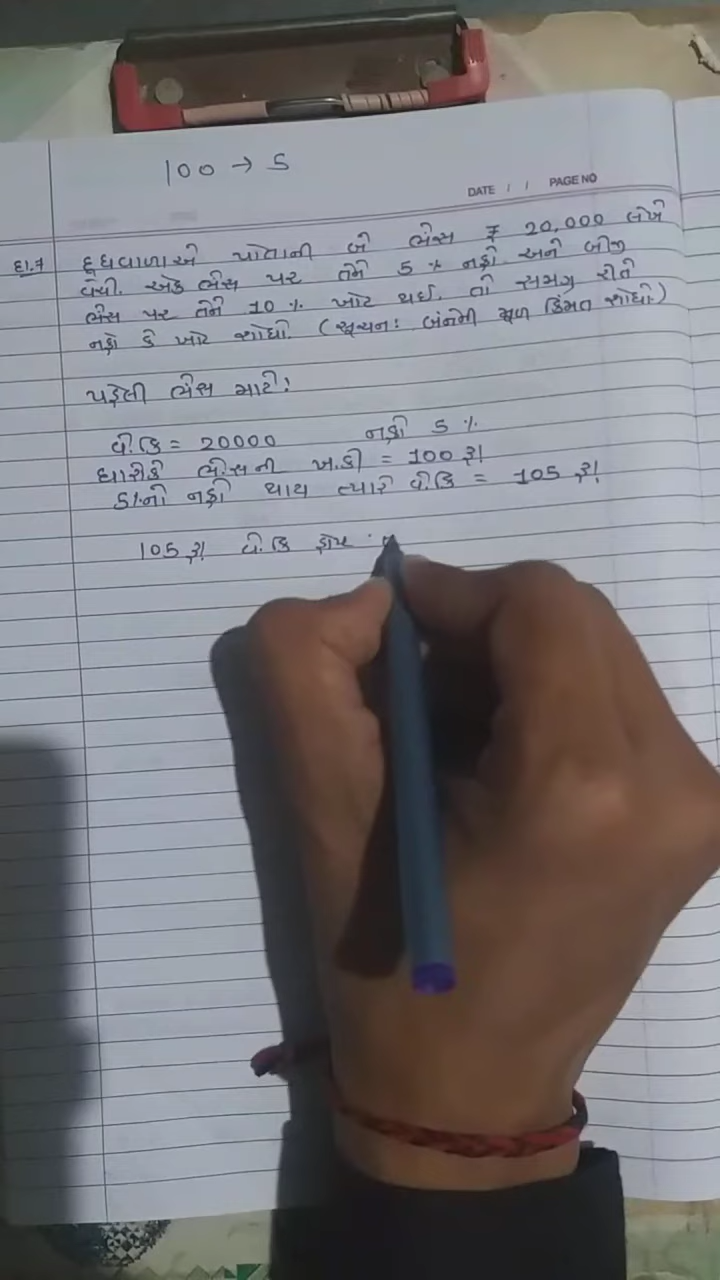 100 → 5
DATE / / PAGE NO
દા.7 દૂધવાળાએ પોતાની બે ભેંસ ₹ 20,000 લેખે
વેચી. એક ભેંસ પર તેને 5 % નફો અને બીજી
ભેંસ પર તેને 10 % ખોટ થઈ. તો સમગ્ર રીતે
નફો કે ખોટ શોધો. (સૂચન: બંનેની મૂળ કિંમત શોધો.)
પહેલી ભેંસ માટે!
વે.કિં = 20000 નફો 5 %
ધારોકે ભેંસની ખ.કિં = 100 રૂ!
5%નો નફો થાય ત્યારે વે.કિં = 105 રૂ!
105 રૂ! વે.કિં હોય